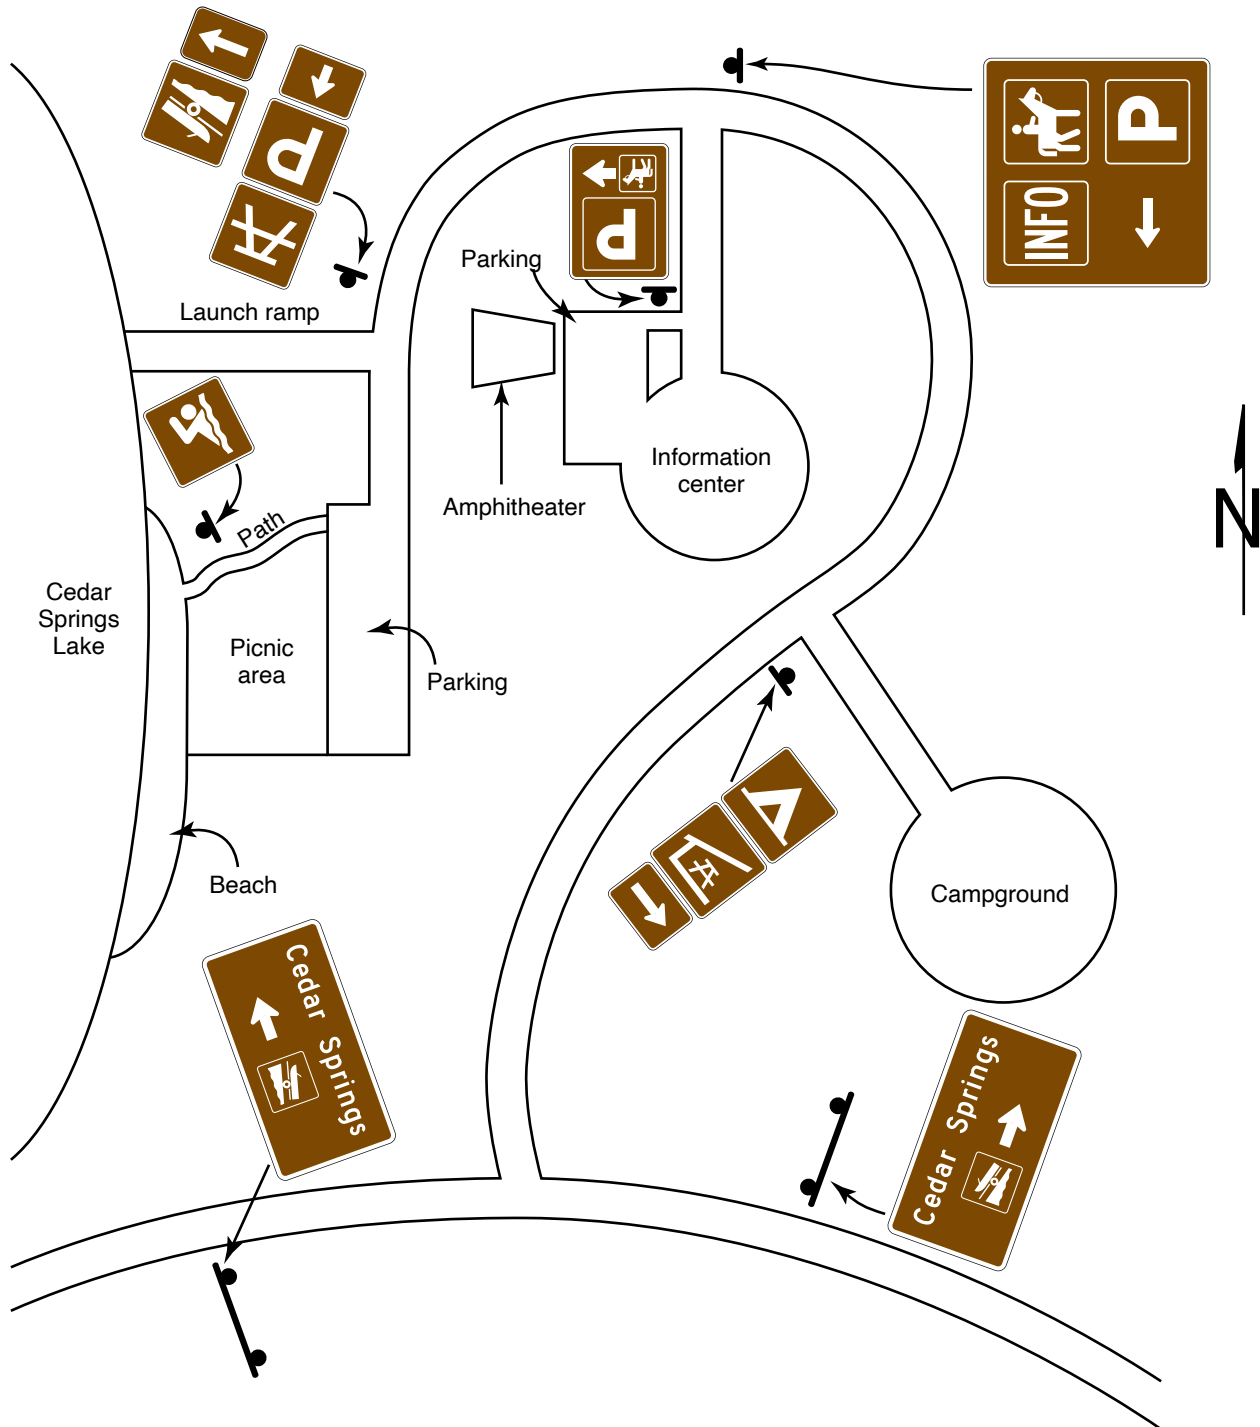 P
INFO
P
P
Parking
Launch ramp
Amphitheater
Information
center
Path
N
Cedar
Springs
Lake
Picnic
area
Parking
Beach
Campground
Cedar Springs
Cedar Springs